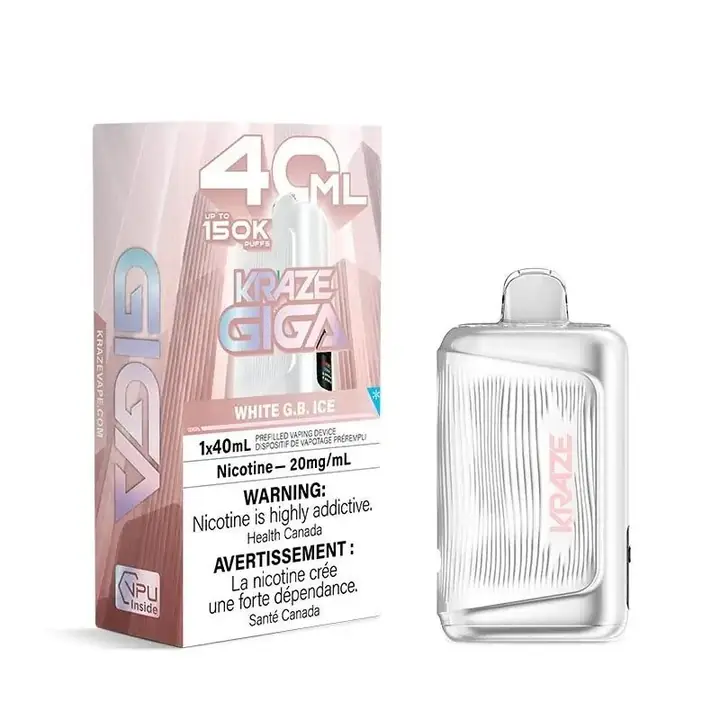 40ML
UP TO
150K
PUFFS
KRAZE
GIGA
WHITE G.B. ICE
1x40mL PREFILLED VAPING DEVICE
DISPOSITIF DE VAPOTAGE PRÉREMPLI
Nicotine— 20mg/mL
WARNING:
Nicotine is highly addictive.
Health Canada
AVERTISSEMENT :
La nicotine crée
une forte dépendance.
Santé Canada
GIGA
KRAZEVAPE.COM
VPU
Inside
KRAZE